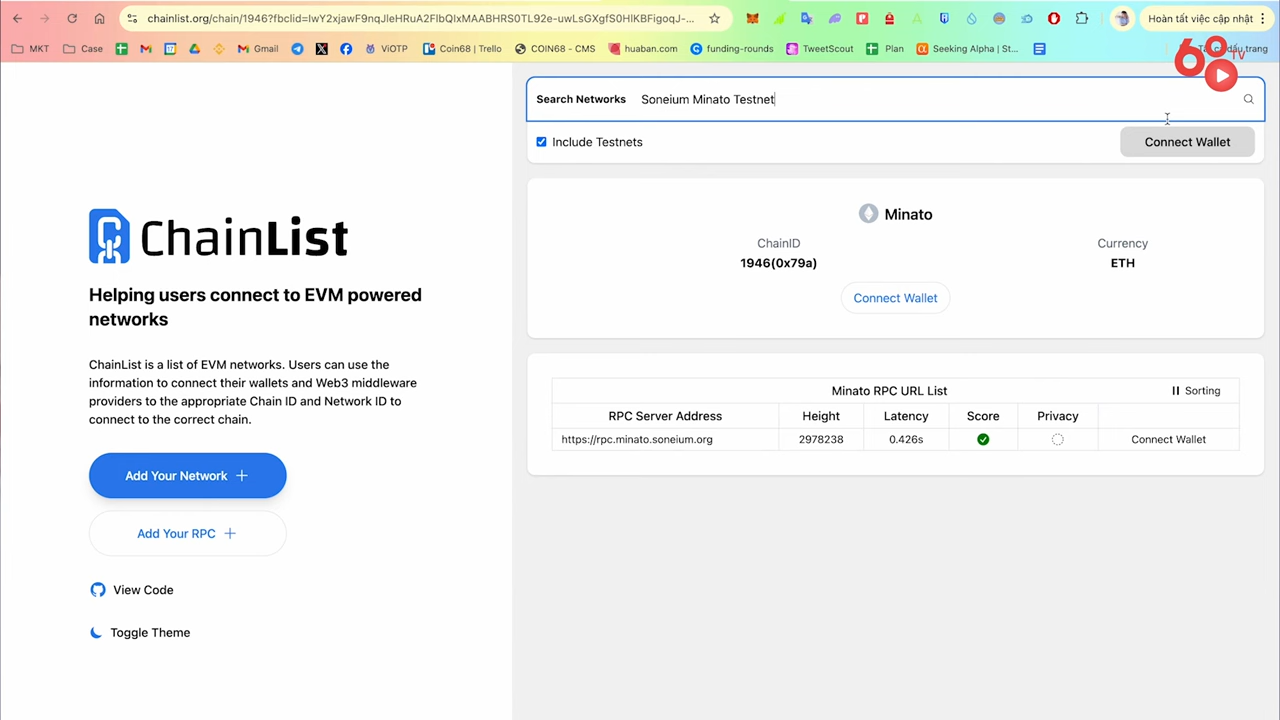 chainlist.org/chain/1946?fbclid=IwY2xjawF9nqJleHRuA2FlbQIxMAABHRS0TL92e-uwLsGXgfS0HlKBFigoqJ-...
Hoàn tất việc cập nhật
MKT
Case
Gmail
ViOTP
Coin68 | Trello
COIN68 - CMS
huaban.com
funding-rounds
TweetScout
Plan
Seeking Alpha | St...
dấu trang
68
TV
Search Networks
Soneium Minato Testnet
Include Testnets
Connect Wallet
ChainList
Helping users connect to EVM powered
networks
ChainList is a list of EVM networks. Users can use the
information to connect their wallets and Web3 middleware
providers to the appropriate Chain ID and Network ID to
connect to the correct chain.
Add Your Network
Add Your RPC
View Code
Toggle Theme
Minato
ChainID
Currency
1946(0x79a)
ETH
Connect Wallet
Minato RPC URL List
Sorting
RPC Server Address
Height
Latency
Score
Privacy
https://rpc.minato.soneium.org
2978238
0.426s
Connect Wallet